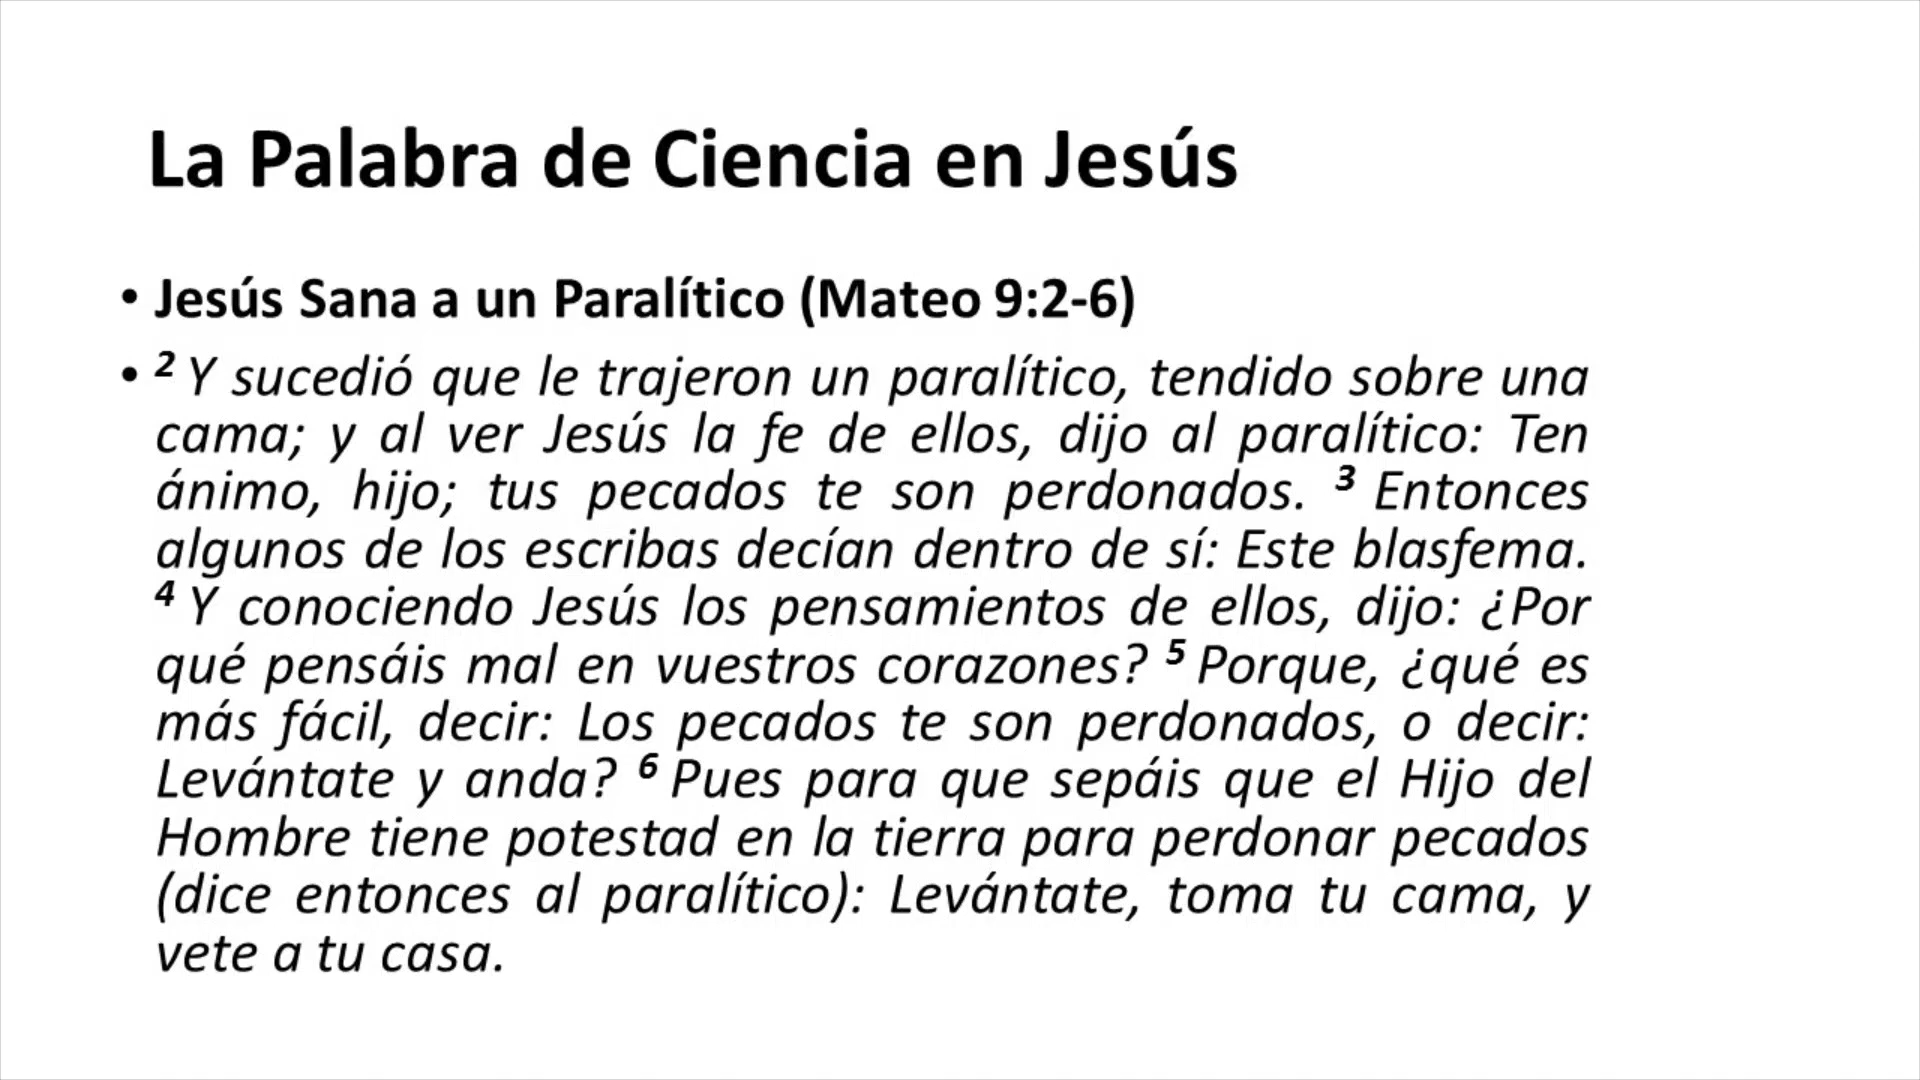 La Palabra de Ciencia en Jesús
• Jesús Sana a un Paralítico (Mateo 9:2-6)
• ² Y sucedió que le trajeron un paralítico, tendido sobre una
cama; y al ver Jesús la fe de ellos, dijo al paralítico: Ten
ánimo, hijo; tus pecados te son perdonados. ³ Entonces
algunos de los escribas decían dentro de sí: Este blasfema.
⁴ Y conociendo Jesús los pensamientos de ellos, dijo: ¿Por
qué pensáis mal en vuestros corazones? ⁵ Porque, ¿qué es
más fácil, decir: Los pecados te son perdonados, o decir:
Levántate y anda? ⁶ Pues para que sepáis que el Hijo del
Hombre tiene potestad en la tierra para perdonar pecados
(dice entonces al paralítico): Levántate, toma tu cama, y
vete a tu casa.